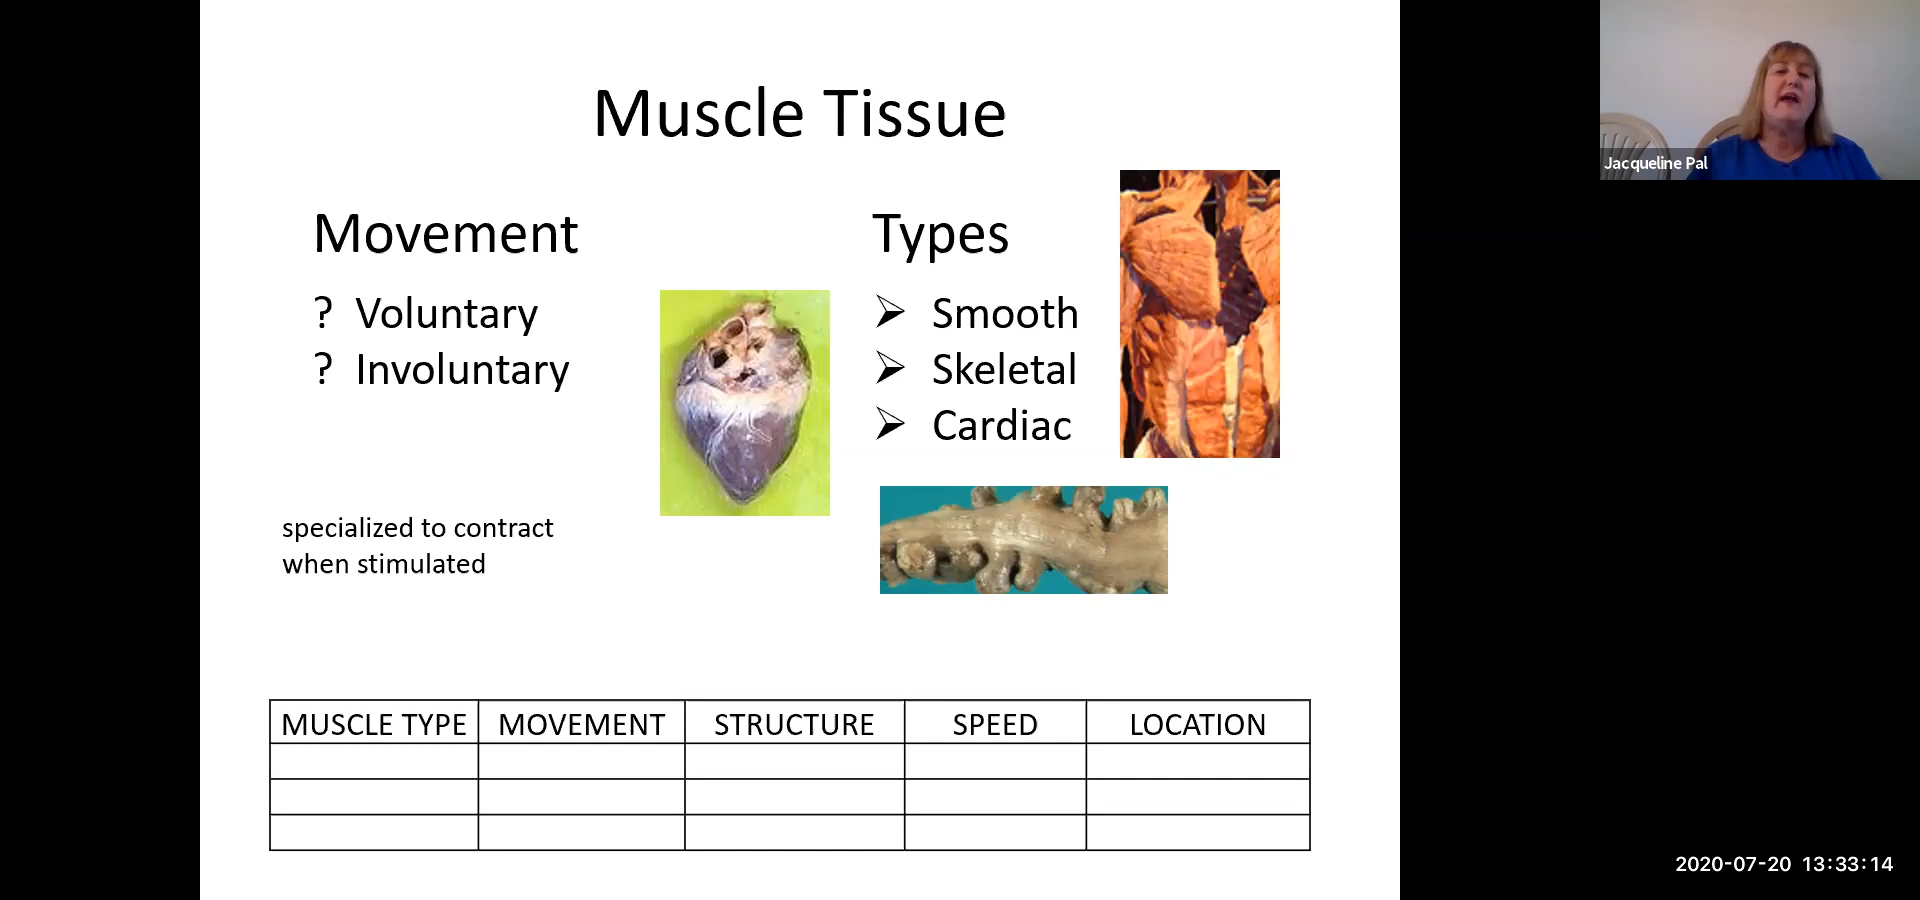 Muscle Tissue
Movement
? Voluntary
? Involuntary
specialized to contract
when stimulated
Types
➢ Smooth
➢ Skeletal
➢ Cardiac
MUSCLE TYPE MOVEMENT STRUCTURE SPEED LOCATION
Jacqueline Pal
2020-07-20 13:33:14